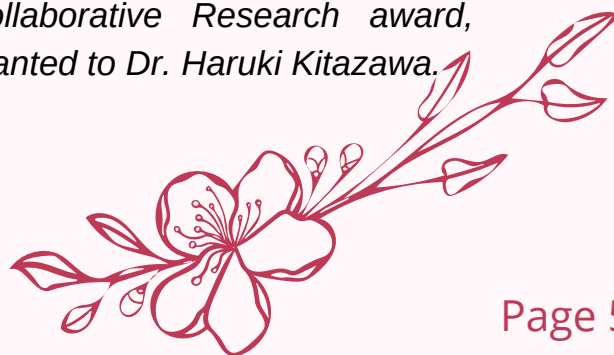 ollaborative Research award,
anted to Dr. Haruki Kitazawa.
Page 5